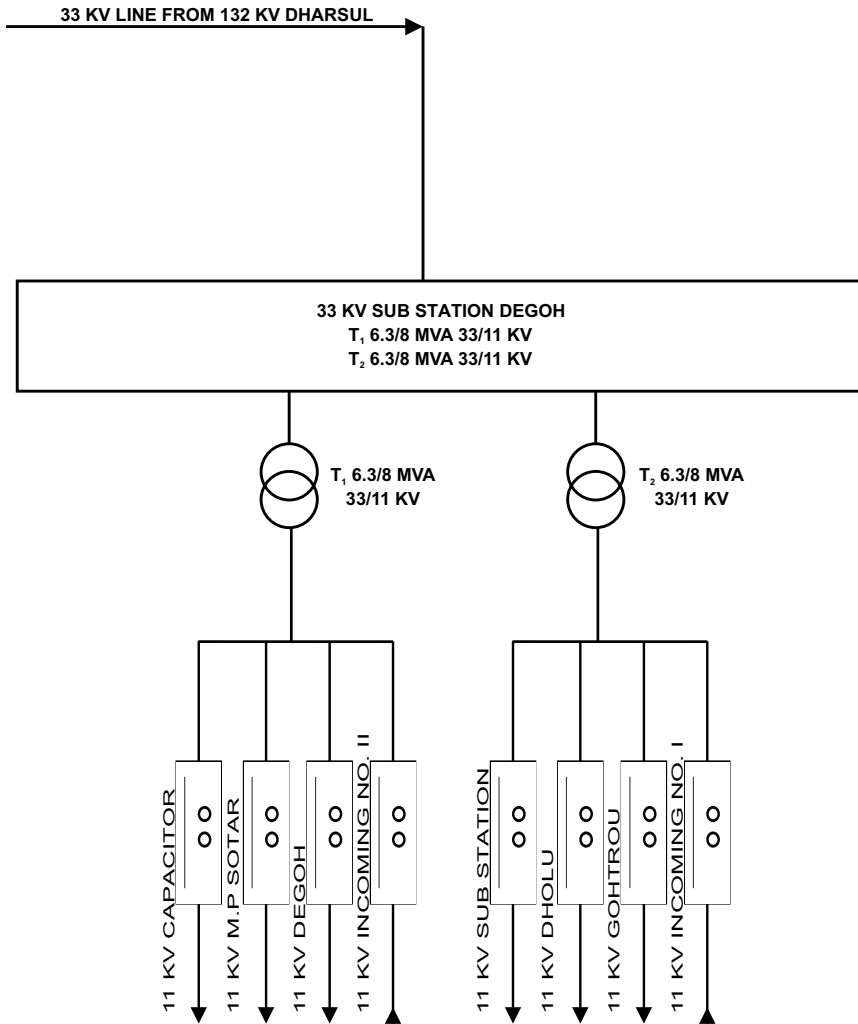 33 KV LINE FROM 132 KV DHARSUL
33 KV SUB STATION DEGOH
T₁ 6.3/8 MVA 33/11 KV
T₂ 6.3/8 MVA 33/11 KV
T₁ 6.3/8 MVA
33/11 KV
T₂ 6.3/8 MVA
33/11 KV
11 KV CAPACITOR
11 KV M.P SOTAR
11 KV DEGOH
11 KV INCOMING NO. II
11 KV SUB STATION
11 KV DHOLU
11 KV GOHTROU
11 KV INCOMING NO. I